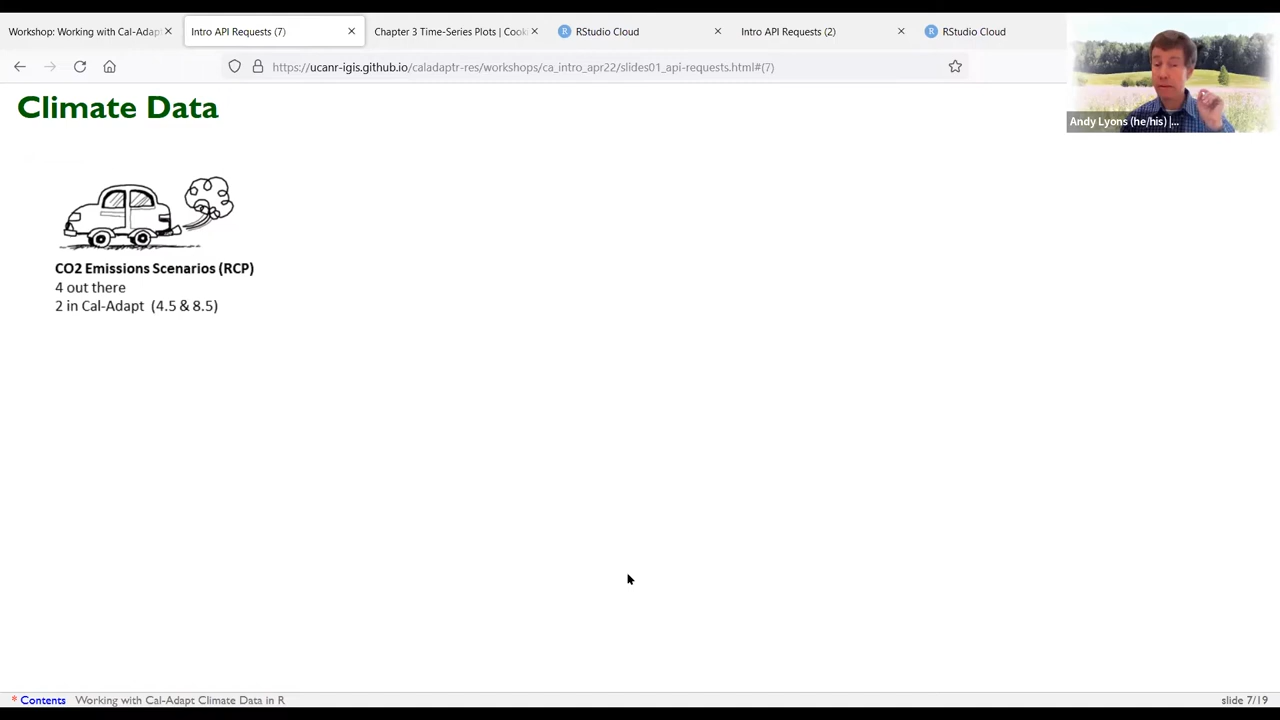 Workshop: Working with Cal-Adap
Intro API Requests (7)
Chapter 3 Time-Series Plots | Cook
RStudio Cloud
Intro API Requests (2)
RStudio Cloud
https://ucanr-igis.github.io/caladaptr-res/workshops/ca_intro_apr22/slides01_api-requests.html#(7)
Andy Lyons (he/his) |...
Climate Data
CO2 Emissions Scenarios (RCP)
4 out there
2 in Cal-Adapt (4.5 & 8.5)
* Contents Working with Cal-Adapt Climate Data in R
slide 7/19